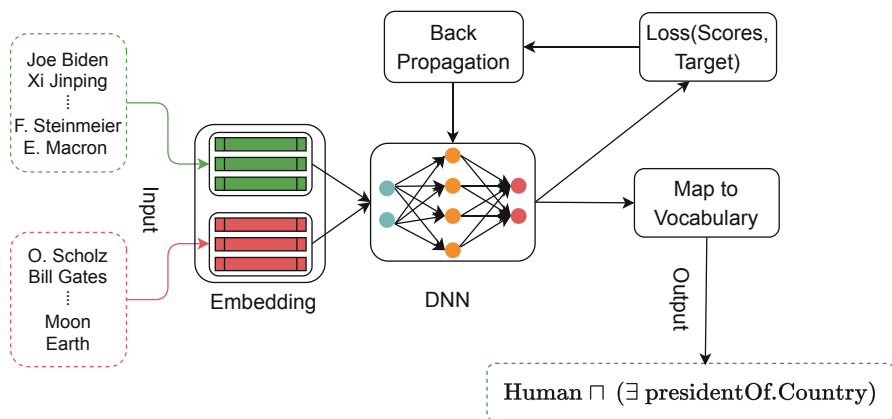 Joe Biden
Xi Jinping
F. Steinmeier
E. Macron
Input
O. Scholz
Bill Gates
Moon
Earth
Embedding
Back
Propagation
Loss(Scores,
Target)
DNN
Map to
Vocabulary
Output
Human ⊓ (∃ presidentOf.Country)